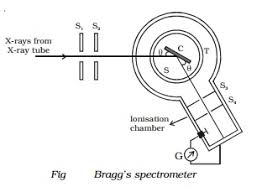 S₁ S₂
X-rays from
X-ray tube
C
θ
θ
T
S
S₃
S₄
Ionisation
chamber
G
Fig Bragg's spectrometer